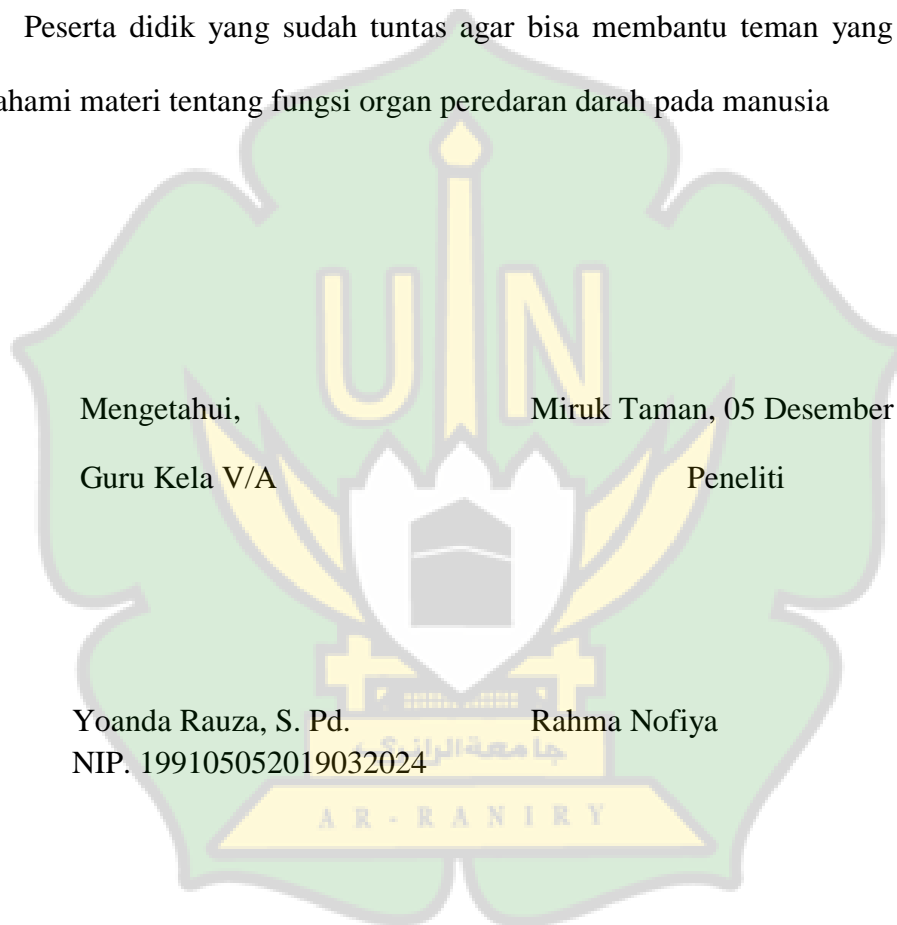 Peserta didik yang sudah tuntas agar bisa membantu teman yang
ahami materi tentang fungsi organ peredaran darah pada manusia
UIN
Mengetahui, Miruk Taman, 05 Desember
Guru Kela V/A Peneliti
Yoanda Rauza, S. Pd. Rahma Nofiya
NIP. 199105052019032024
جامعة الرانري
AR-RANIRY